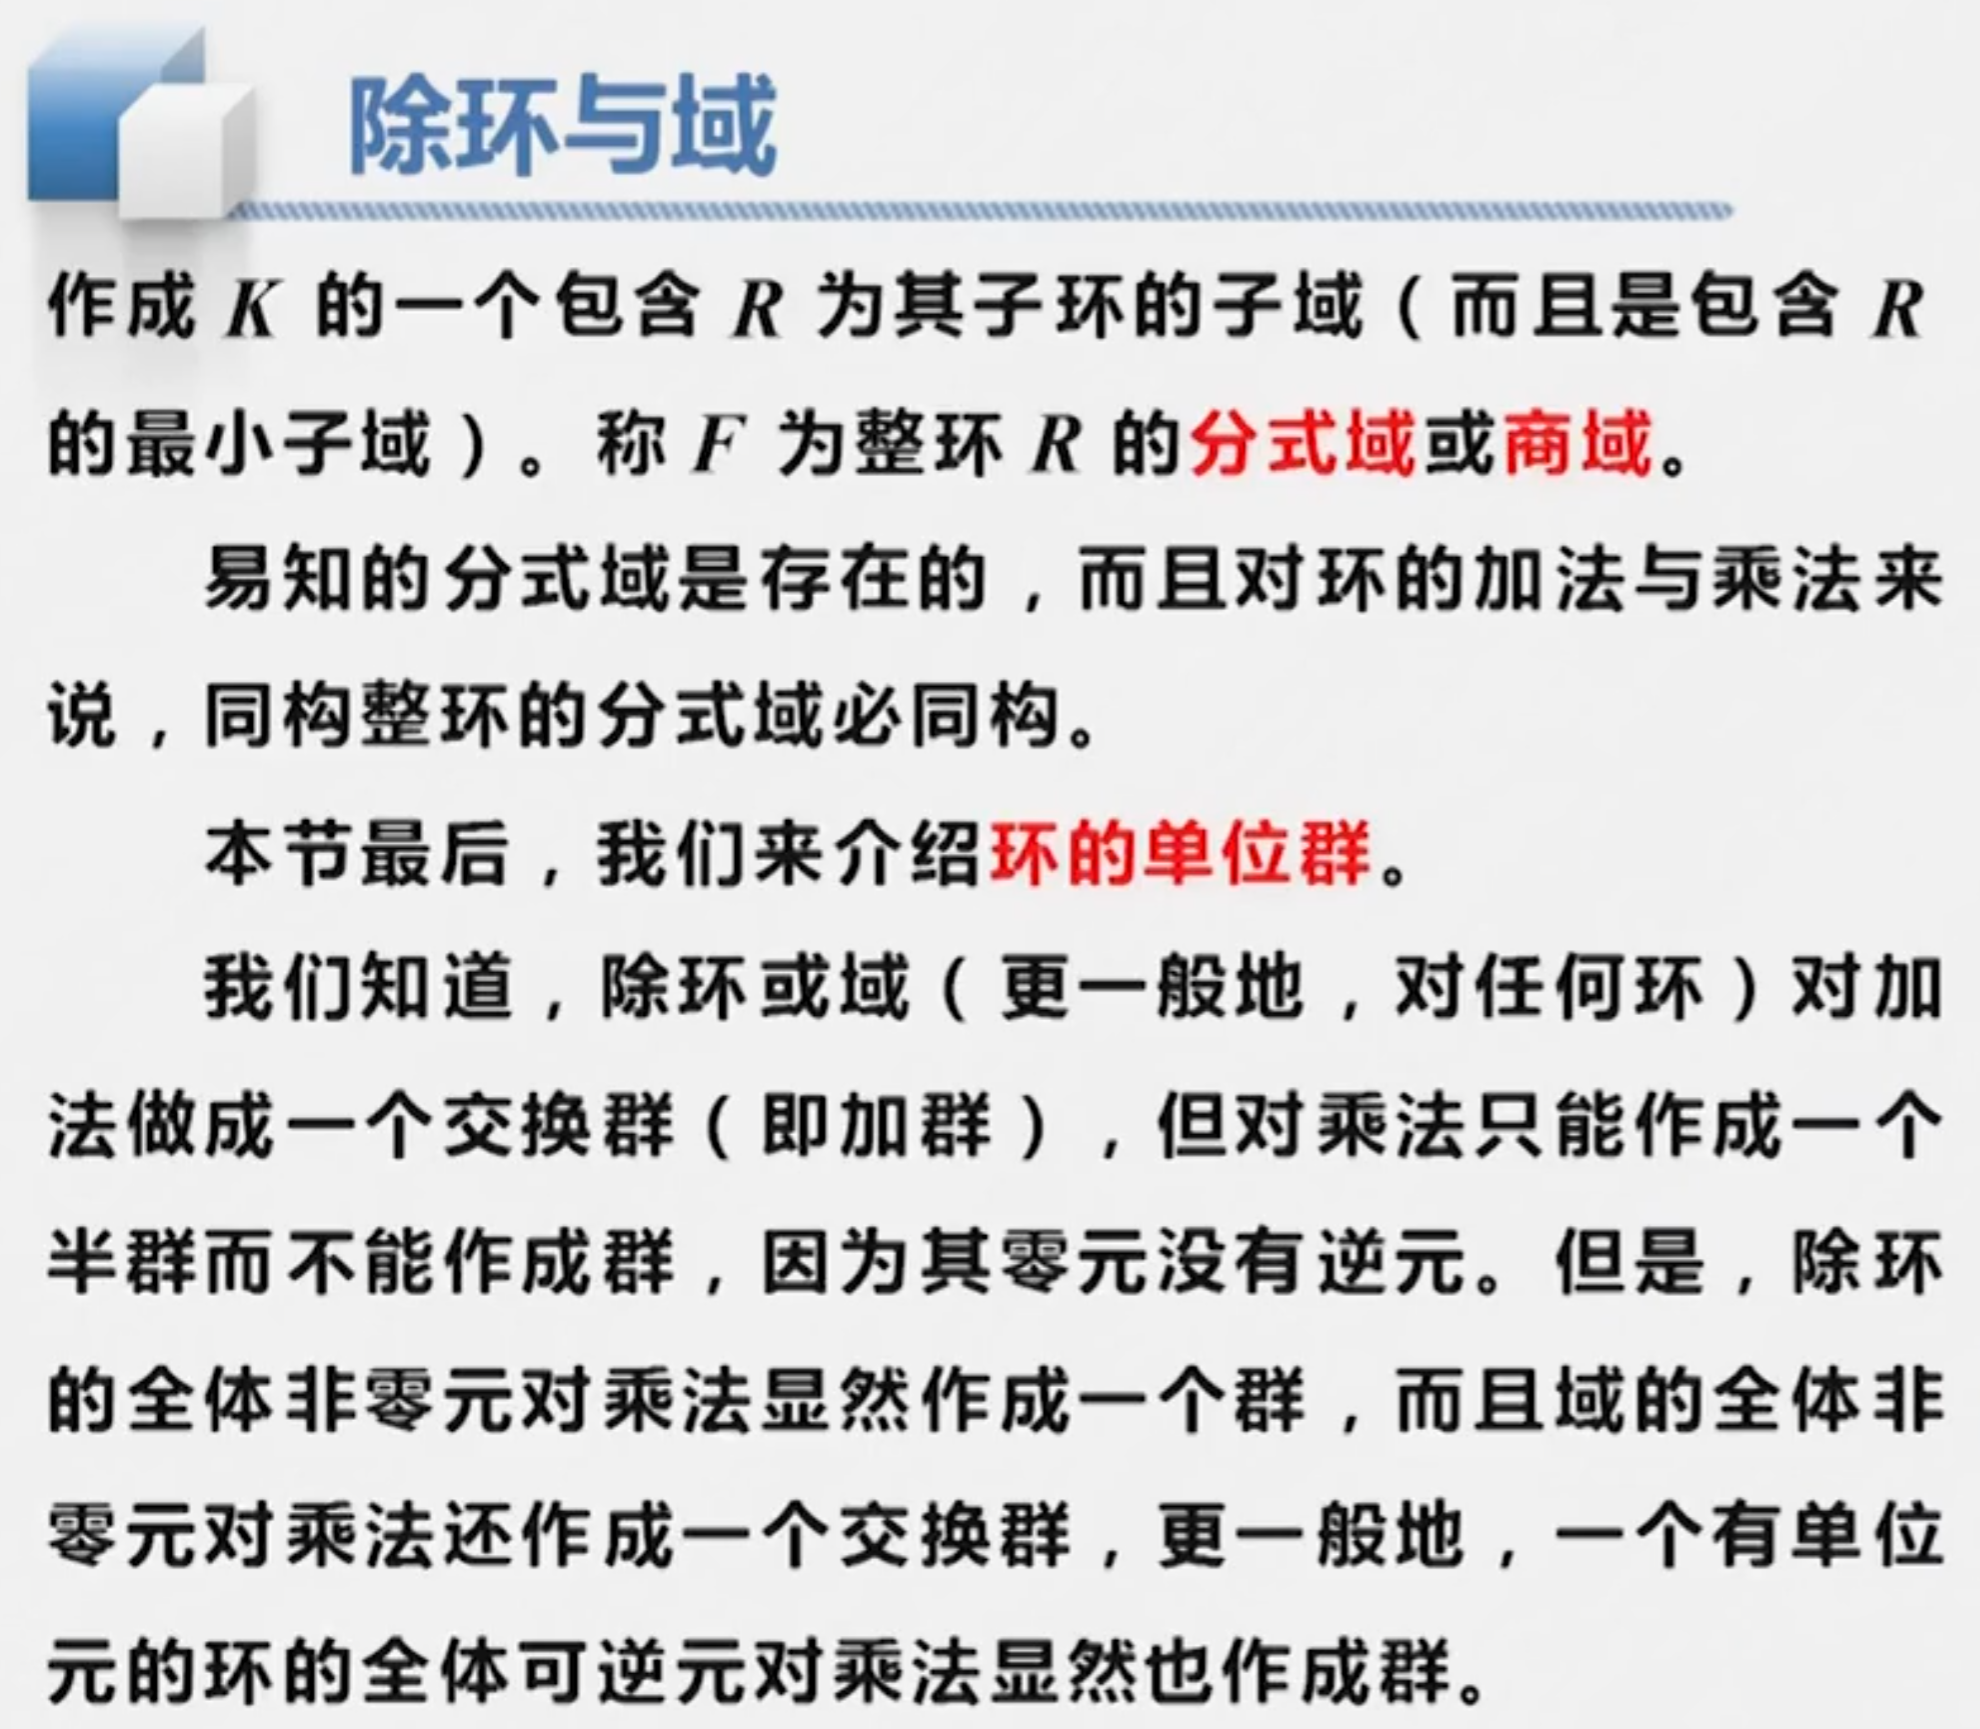 除环与域
作成 K 的一个包含 R 为其子环的子域（而且是包含 R
的最小子域）。称 F 为整环 R 的分式域或商域。
易知的分式域是存在的，而且对环的加法与乘法来
说，同构整环的分式域必同构。
本节最后，我们来介绍环的单位群。
我们知道，除环或域（更一般地，对任何环）对加
法做成一个交换群（即加群），但对乘法只能作成一个
半群而不能作成群，因为其零元没有逆元。但是，除环
的全体非零元对乘法显然作成一个群，而且域的全体非
零元对乘法还作成一个交换群，更一般地，一个有单位
元的环的全体可逆元对乘法显然也作成群。